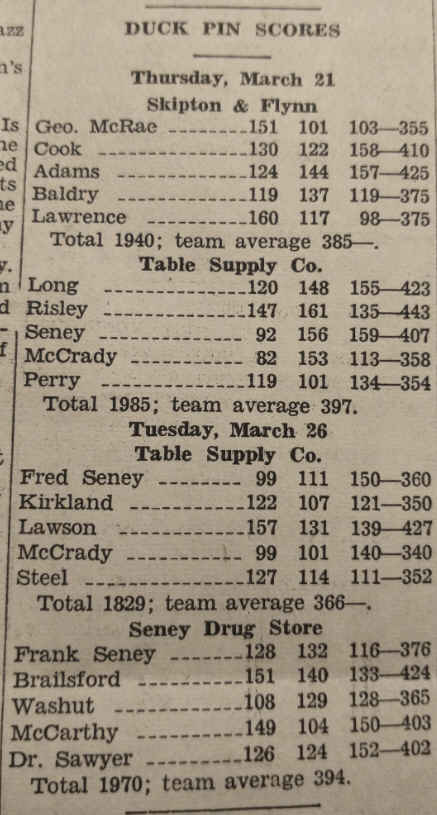 DUCK PIN SCORES
Thursday, March 21
Skipton & Flynn
Geo. McRae --------151 101 103—355
Cook ---------------130 122 158—410
Adams -------------124 144 157—425
Baldry -------------119 137 119—375
Lawrence ----------160 117 98—375
Total 1940; team average 385—.
Table Supply Co.
Long ---------------120 148 155—423
Risley --------------147 161 135—443
Seney --------------- 92 156 159—407
McCrady ------------ 82 153 113—358
Perry ---------------119 101 134—354
Total 1985; team average 397.
Tuesday, March 26
Table Supply Co.
Fred Seney -------- 99 111 150—360
Kirkland -----------122 107 121—350
Lawson ------------157 131 139—427
McCrady ----------- 99 101 140—340
Steel ---------------127 114 111—352
Total 1829; team average 366—.
Seney Drug Store
Frank Seney -------128 132 116—376
Brailsford ----------151 140 133—424
Washut ------------108 129 128—365
McCarthy ----------149 104 150—403
Dr. Sawyer ---------126 124 152—402
Total 1970; team average 394.